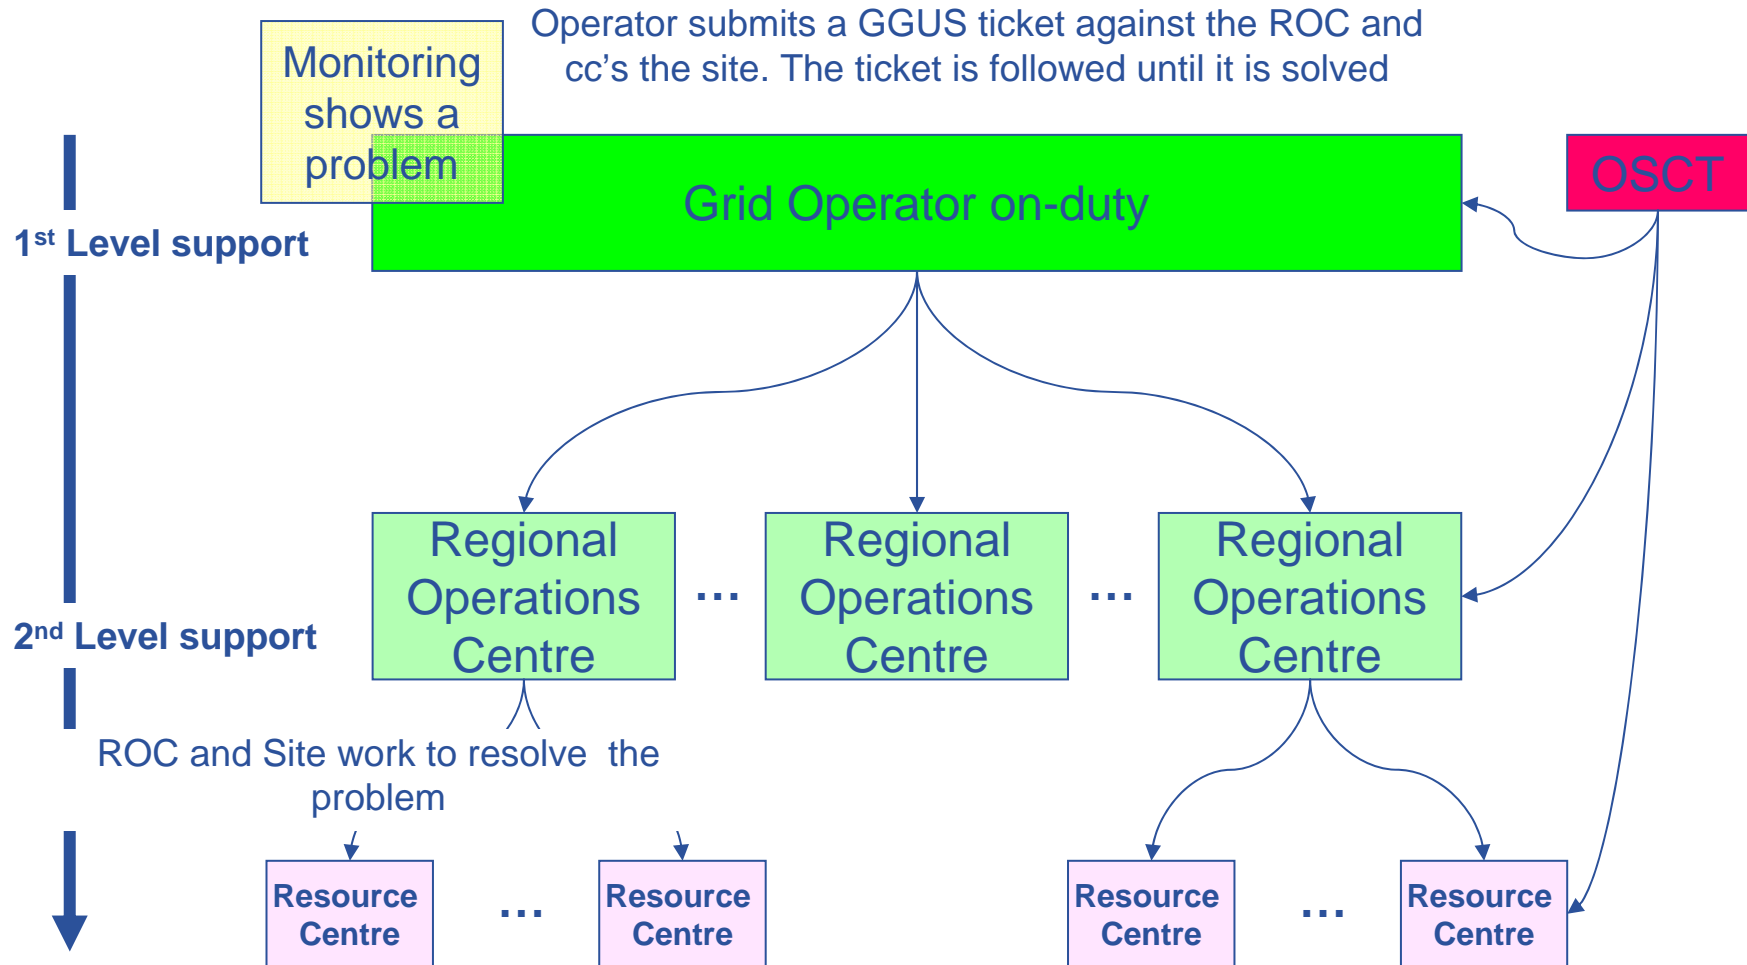 Operator submits a GGUS ticket against the ROC and
cc's the site. The ticket is followed until it is solved
Monitoring
shows a
problem
Grid Operator on-duty
OSCT
1st Level support
Regional
Operations
Centre
...
Regional
Operations
Centre
...
Regional
Operations
Centre
2nd Level support
ROC and Site work to resolve  the
problem
Resource
Centre
...
Resource
Centre
Resource
Centre
...
Resource
Centre